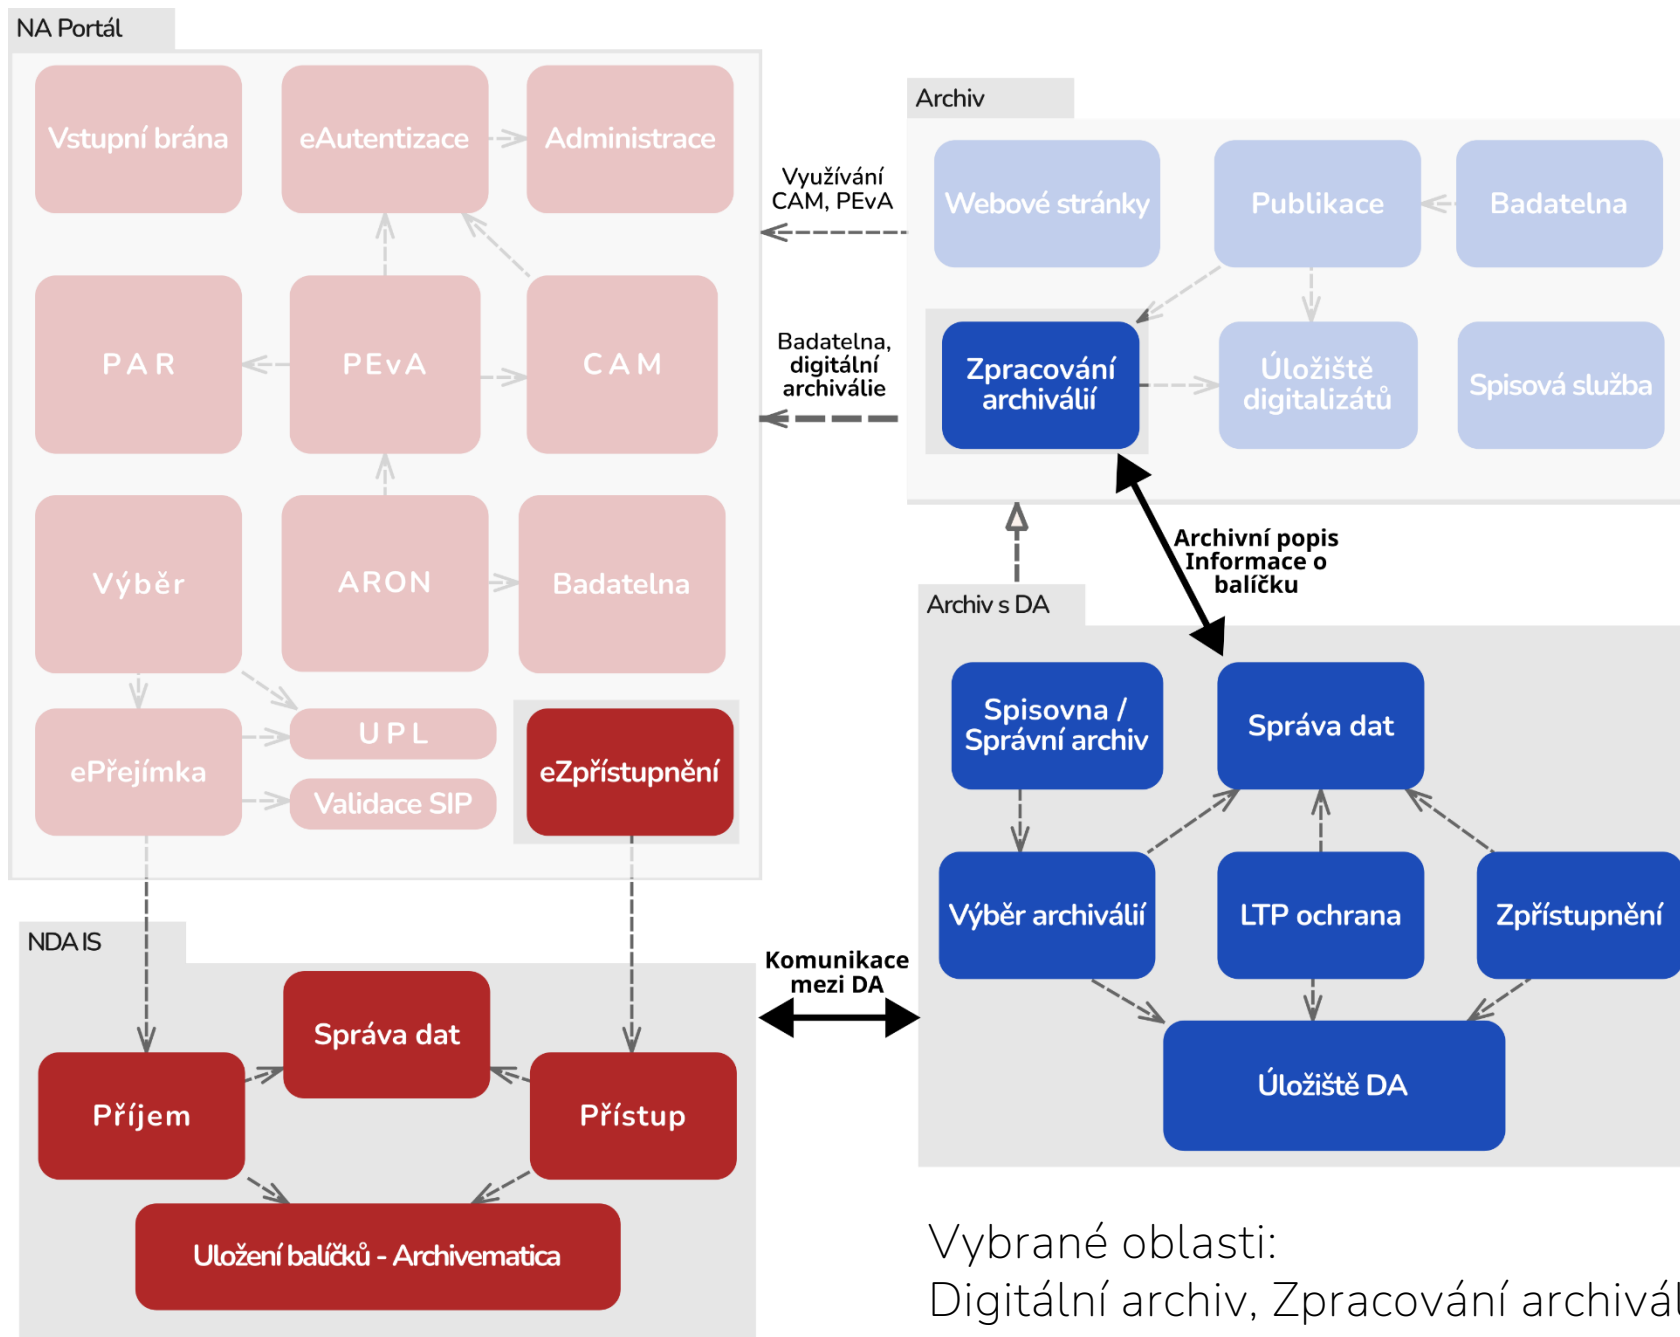 NA Portál
Vstupní brána
eAutentizace
Administrace
PAR
PEvA
CAM
Výběr
ARON
Badatelna
ePřejímka
UPL
Validace SIP
eZpřístupnění
Využívání
CAM, PEvA
Badatelna,
digitální
archiválie
Archiv
Webové stránky
Publikace
Badatelna
Zpracování
archiválií
Úložiště
digitalizátů
Spisová služba
Archivní popis
Informace o
balíčku
Archiv s DA
Spisovna /
Správní archiv
Správa dat
Výběr archiválií
LTP ochrana
Zpřístupnění
Úložiště DA
Komunikace
mezi DA
NDA IS
Správa dat
Příjem
Přístup
Uložení balíčků - Archivematica
Vybrané oblasti:
Digitální archiv, Zpracování